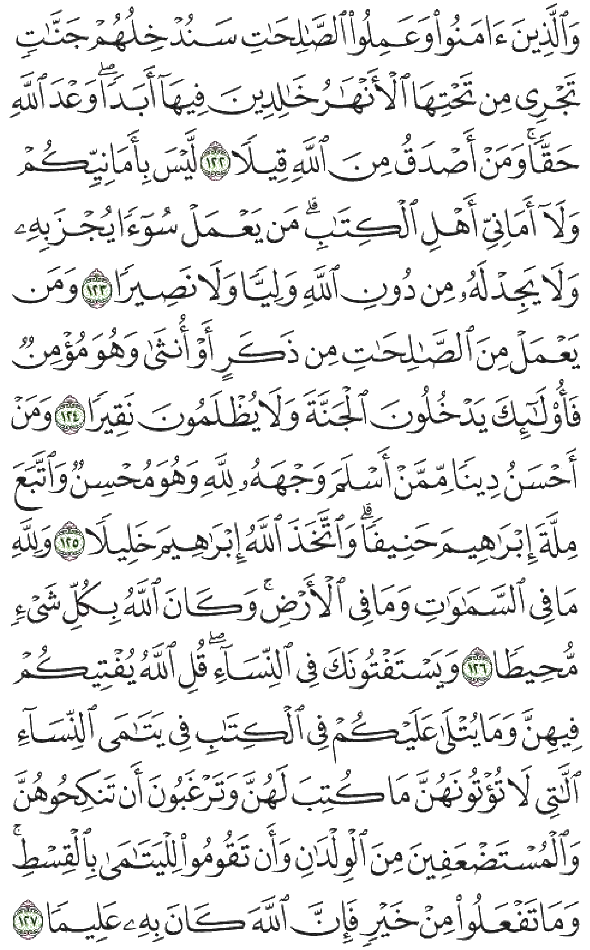 وَٱلَّذِينَ ءَامَنُوا۟ وَعَمِلُوا۟ ٱلصَّـٰلِحَـٰتِ سَنُدْخِلُهُمْ جَنَّـٰتٍ
تَجْرِى مِن تَحْتِهَا ٱلْأَنْهَـٰرُ خَـٰلِدِينَ فِيهَآ أَبَدًا ۖ وَعْدَ ٱللَّهِ
حَقًّا ۚ وَمَنْ أَصْدَقُ مِنَ ٱللَّهِ قِيلًا ١٢٢ لَّيْسَ بِأَمَانِيِّكُمْ
وَلَآ أَمَانِىِّ أَهْلِ ٱلْكِتَـٰبِ ۗ مَن يَعْمَلْ سُوٓءًا يُجْزَ بِهِۦ
وَلَا يَجِدْ لَهُۥ مِن دُونِ ٱللَّهِ وَلِيًّا وَلَا نَصِيرًا ١٢٣ وَمَن
يَعْمَلْ مِنَ ٱلصَّـٰلِحَـٰتِ مِن ذَكَرٍ أَوْ أُنثَىٰ وَهُوَ مُؤْمِنٌ
فَأُو۟لَـٰٓئِكَ يَدْخُلُونَ ٱلْجَنَّةَ وَلَا يُظْلَمُونَ نَقِيرًا ١٢٤ وَمَنْ
أَحْسَنُ دِينًا مِّمَّنْ أَسْلَمَ وَجْهَهُۥ لِلَّهِ وَهُوَ مُحْسِنٌ وَٱتَّبَعَ
مِلَّةَ إِبْرَٰهِيمَ حَنِيفًا ۗ وَٱتَّخَذَ ٱللَّهُ إِبْرَٰهِيمَ خَلِيلًا ١٢٥ وَلِلَّهِ
مَا فِى ٱلسَّمَـٰوَٰتِ وَمَا فِى ٱلْأَرْضِ ۚ وَكَانَ ٱللَّهُ بِكُلِّ شَىْءٍ
مُّحِيطًا ١٢٦ وَيَسْتَفْتُونَكَ فِى ٱلنِّسَآءِ ۖ قُلِ ٱللَّهُ يُفْتِيكُمْ
فِيهِنَّ وَمَا يُتْلَىٰ عَلَيْكُمْ فِى ٱلْكِتَـٰبِ فِى يَتَـٰمَى ٱلنِّسَآءِ
ٱلَّـٰتِى لَا تُؤْتُونَهُنَّ مَا كُتِبَ لَهُنَّ وَتَرْغَبُونَ أَن تَنكِحُوهُنَّ
وَٱلْمُسْتَضْعَفِينَ مِنَ ٱلْوِلْدَٰنِ وَأَن تَقُومُوا۟ لِلْيَتَـٰمَىٰ بِٱلْقِسْطِ ۚ
وَمَا تَفْعَلُوا۟ مِنْ خَيْرٍ فَإِنَّ ٱللَّهَ كَانَ بِهِۦ عَلِيمًا ١٢٧